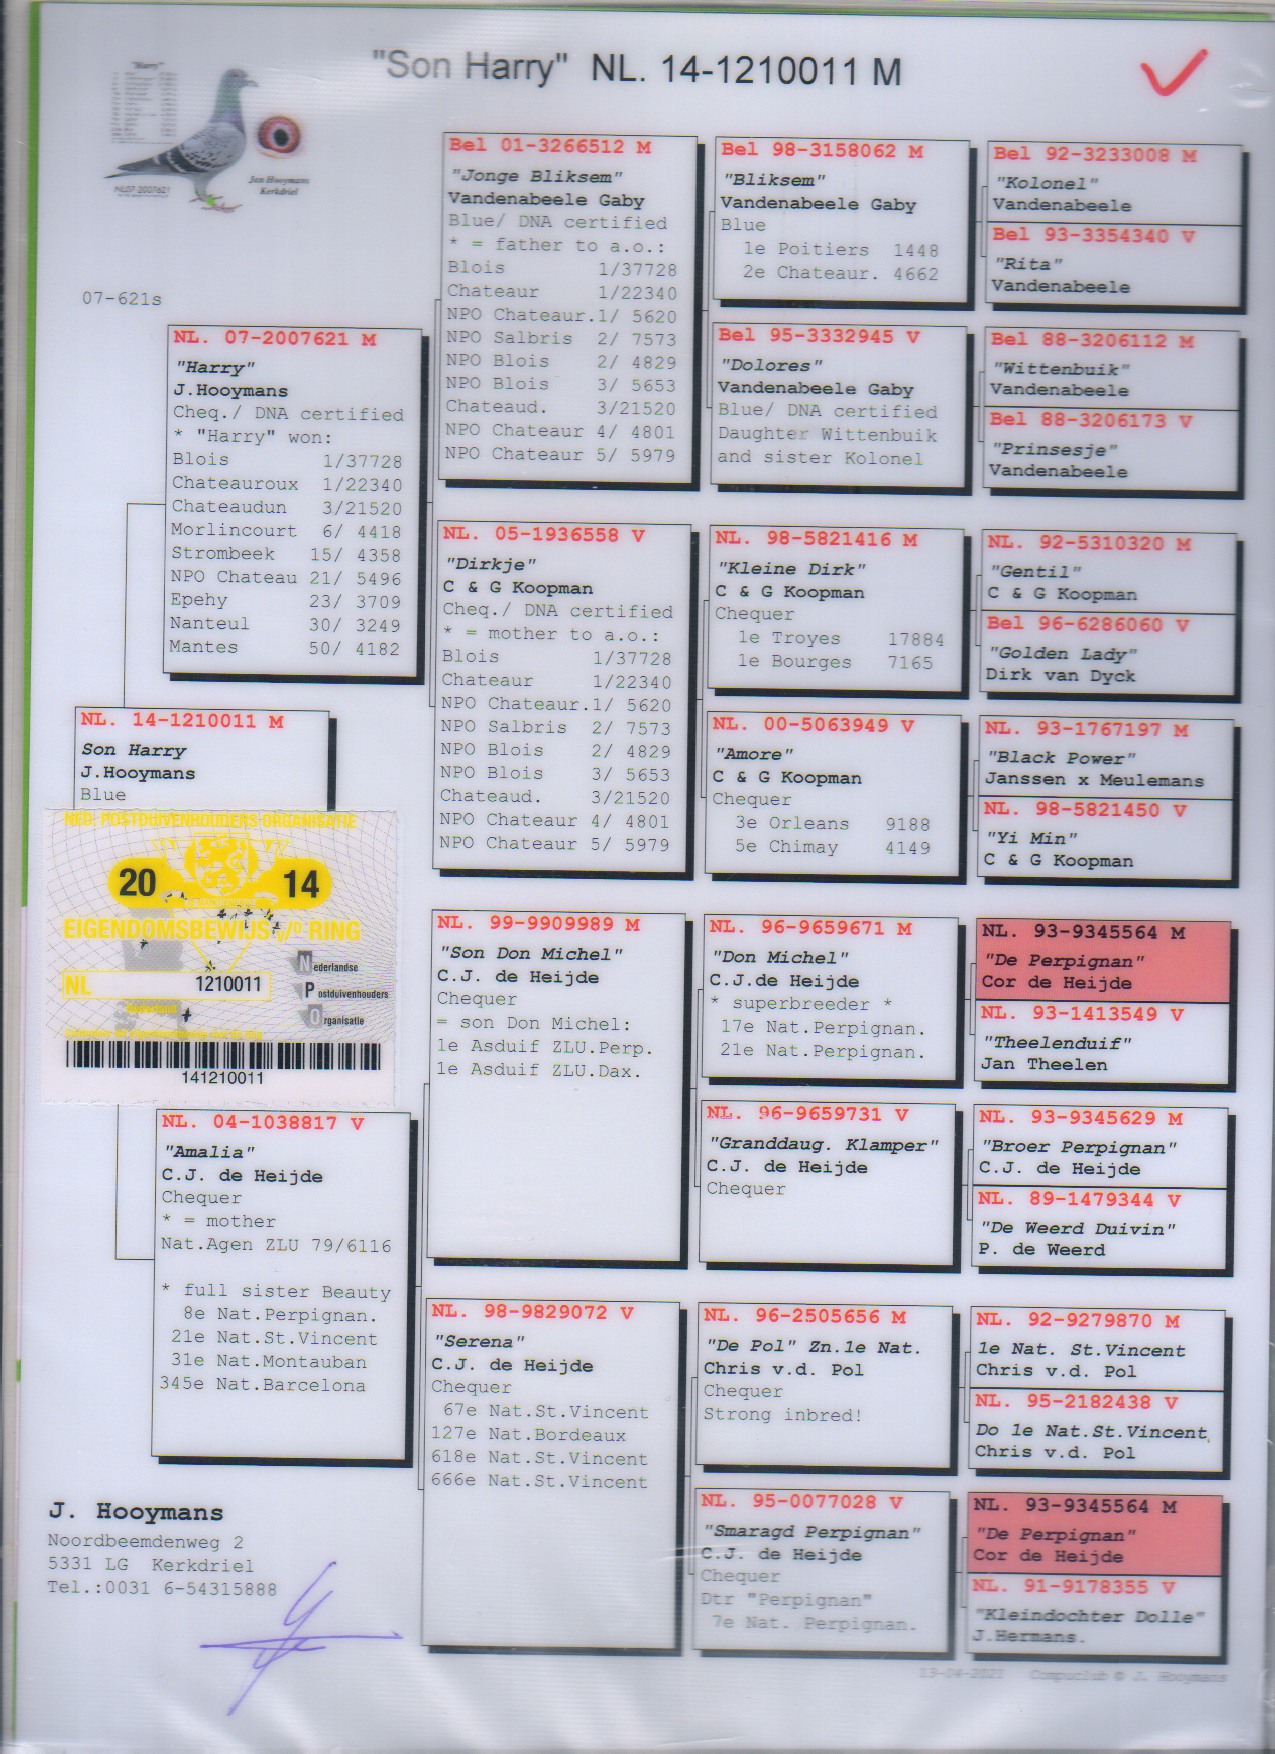 "Son Harry" NL. 14-1210011 M
"Harry"
NL07-2007621
Jan Hooymans
Kerkdriel
07-621s
NL. 07-2007621 M
"Harry"
J.Hooymans
Cheq./ DNA certified
* "Harry" won:
Blois 1/37728
Chateauroux 1/22340
Chateaudun 3/21520
Morlincourt 6/ 4418
Strombeek 15/ 4358
NPO Chateau 21/ 5496
Epehy 23/ 3709
Nanteul 30/ 3249
Mantes 50/ 4182
NL. 14-1210011 M
Son Harry
J.Hooymans
Blue
NED. POSTDUIVENHOUDERS ORGANISATIE
20 14
EIGENDOMSBEWIJS v/D RING
NL 1210011
Nederlandse
Postduivenhouders
Organisatie
141210011
NL. 04-1038817 V
"Amalia"
C.J. de Heijde
Chequer
* = mother
Nat.Agen ZLU 79/6116
* full sister Beauty
8e Nat.Perpignan.
21e Nat.St.Vincent
31e Nat.Montauban
345e Nat.Barcelona
J. Hooymans
Noordbeemdenweg 2
5331 LG Kerkdriel
Tel.:0031 6-54315888
Bel 01-3266512 M
"Jonge Bliksem"
Vandenabeele Gaby
Blue/ DNA certified
* = father to a.o.:
Blois 1/37728
Chateaur 1/22340
NPO Chateaur.1/ 5620
NPO Salbris 2/ 7573
NPO Blois 2/ 4829
NPO Blois 3/ 5653
Chateaud. 3/21520
NPO Chateaur 4/ 4801
NPO Chateaur 5/ 5979
NL. 05-1936558 V
"Dirkje"
C & G Koopman
Cheq./ DNA certified
* = mother to a.o.:
Blois 1/37728
Chateaur 1/22340
NPO Chateaur.1/ 5620
NPO Salbris 2/ 7573
NPO Blois 2/ 4829
NPO Blois 3/ 5653
Chateaud. 3/21520
NPO Chateaur 4/ 4801
NPO Chateaur 5/ 5979
NL. 99-9909989 M
"Son Don Michel"
C.J. de Heijde
Chequer
= son Don Michel:
1e Asduif ZLU.Perp.
1e Asduif ZLU.Dax.
NL. 98-9829072 V
"Serena"
C.J. de Heijde
Chequer
67e Nat.St.Vincent
127e Nat.Bordeaux
618e Nat.St.Vincent
666e Nat.St.Vincent
Bel 98-3158062 M
"Bliksem"
Vandenabeele Gaby
Blue
1e Poitiers 1448
2e Chateaur. 4662
Bel 95-3332945 V
"Dolores"
Vandenabeele Gaby
Blue/ DNA certified
Daughter Wittenbuik
and sister Kolonel
NL. 98-5821416 M
"Kleine Dirk"
C & G Koopman
Chequer
1e Troyes 17884
1e Bourges 7165
NL. 00-5063949 V
"Amore"
C & G Koopman
Chequer
3e Orleans 9188
5e Chimay 4149
NL. 96-9659671 M
"Don Michel"
C.J.de Heijde
* superbreeder *
17e Nat.Perpignan.
21e Nat.Perpignan.
NL. 96-9659731 V
"Granddaug. Klamper"
C.J. de Heijde
Chequer
NL. 96-2505656 M
"De Pol" Zn.1e Nat.
Chris v.d. Pol
Chequer
Strong inbred!
NL. 95-0077028 V
"Smaragd Perpignan"
C.J. de Heijde
Chequer
Dtr "Perpignan"
7e Nat. Perpignan.
Bel 92-3233008 M
"Kolonel"
Vandenabeele
Bel 93-3354340 V
"Rita"
Vandenabeele
Bel 88-3206112 M
"Wittenbuik"
Vandenabeele
Bel 88-3206173 V
"Prinsesje"
Vandenabeele
NL. 92-5310320 M
"Gentil"
C & G Koopman
Bel 96-6286060 V
"Golden Lady"
Dirk van Dyck
NL. 93-1767197 M
"Black Power"
Janssen x Meulemans
NL. 98-5821450 V
"Yi Min"
C & G Koopman
NL. 93-9345564 M
"De Perpignan"
Cor de Heijde
NL. 93-1413549 V
"Theelenduif"
Jan Theelen
NL. 93-9345629 M
"Broer Perpignan"
C.J. de Heijde
NL. 89-1479344 V
"De Weerd Duivin"
P. de Weerd
NL. 92-9279870 M
1e Nat. St.Vincent
Chris v.d. Pol
NL. 95-2182438 V
Do 1e Nat.St.Vincent
Chris v.d. Pol
NL. 93-9345564 M
"De Perpignan"
Cor de Heijde
NL. 91-9178355 V
"Kleindochter Dolle"
J.Hermans.
13-04-2021 Compuclub © J. Hooymans